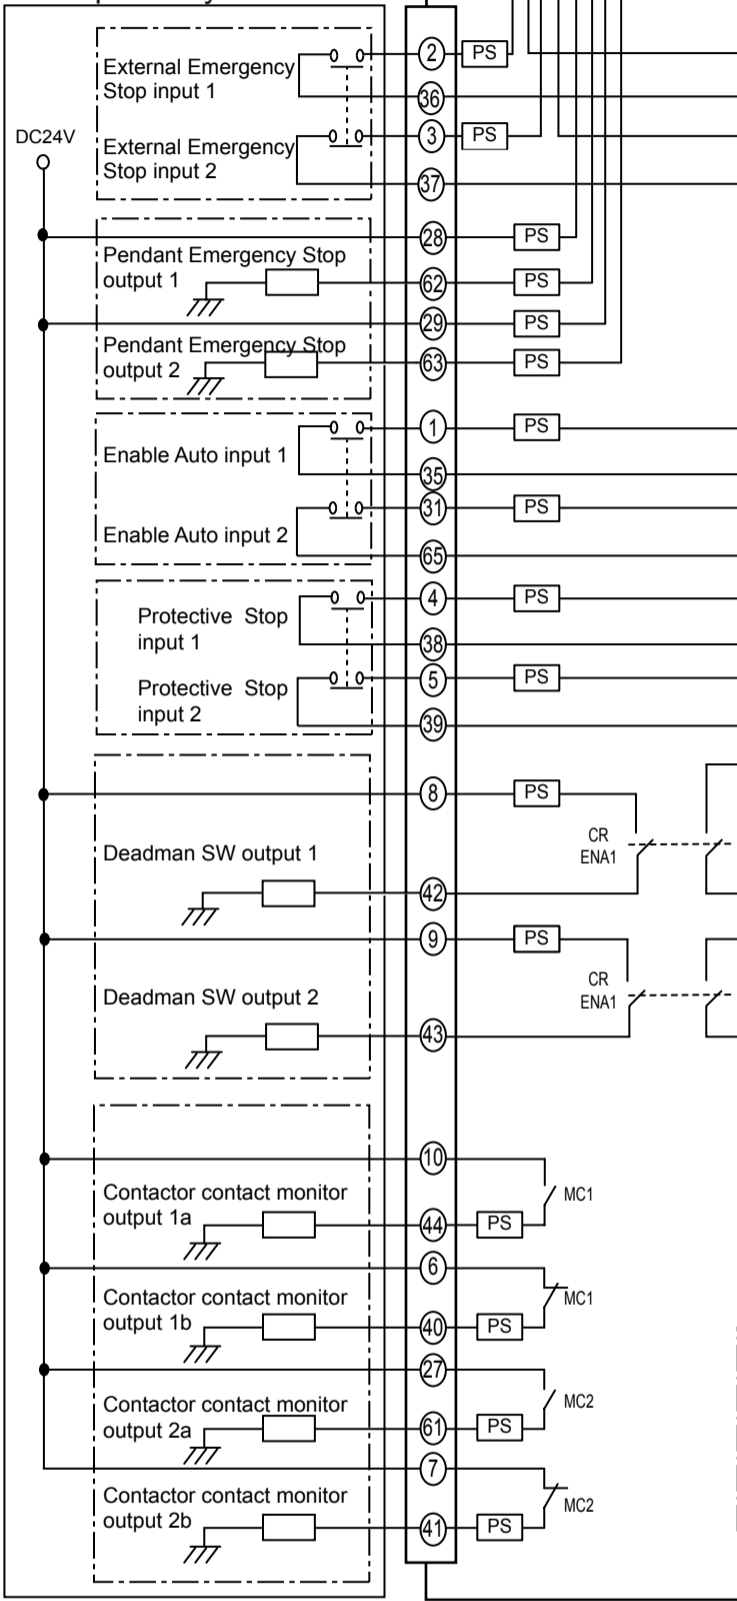 External Emergency
Stop input 1
2
PS
36
DC24V
External Emergency
Stop input 2
3
PS
37
28
PS
Pendant Emergency Stop
output 1
62
PS
29
PS
Pendant Emergency Stop
output 2
63
PS
1
PS
Enable Auto input 1
35
31
PS
Enable Auto input 2
65
4
PS
Protective Stop
input 1
38
5
PS
Protective Stop
input 2
39
8
PS
CR
ENA1
Deadman SW output 1
42
9
PS
CR
ENA1
Deadman SW output 2
43
10
MC1
Contactor contact monitor
output 1a
44
PS
6
MC1
Contactor contact monitor
output 1b
40
PS
27
MC2
Contactor contact monitor
output 2a
61
PS
7
MC2
Contactor contact monitor
output 2b
41
PS